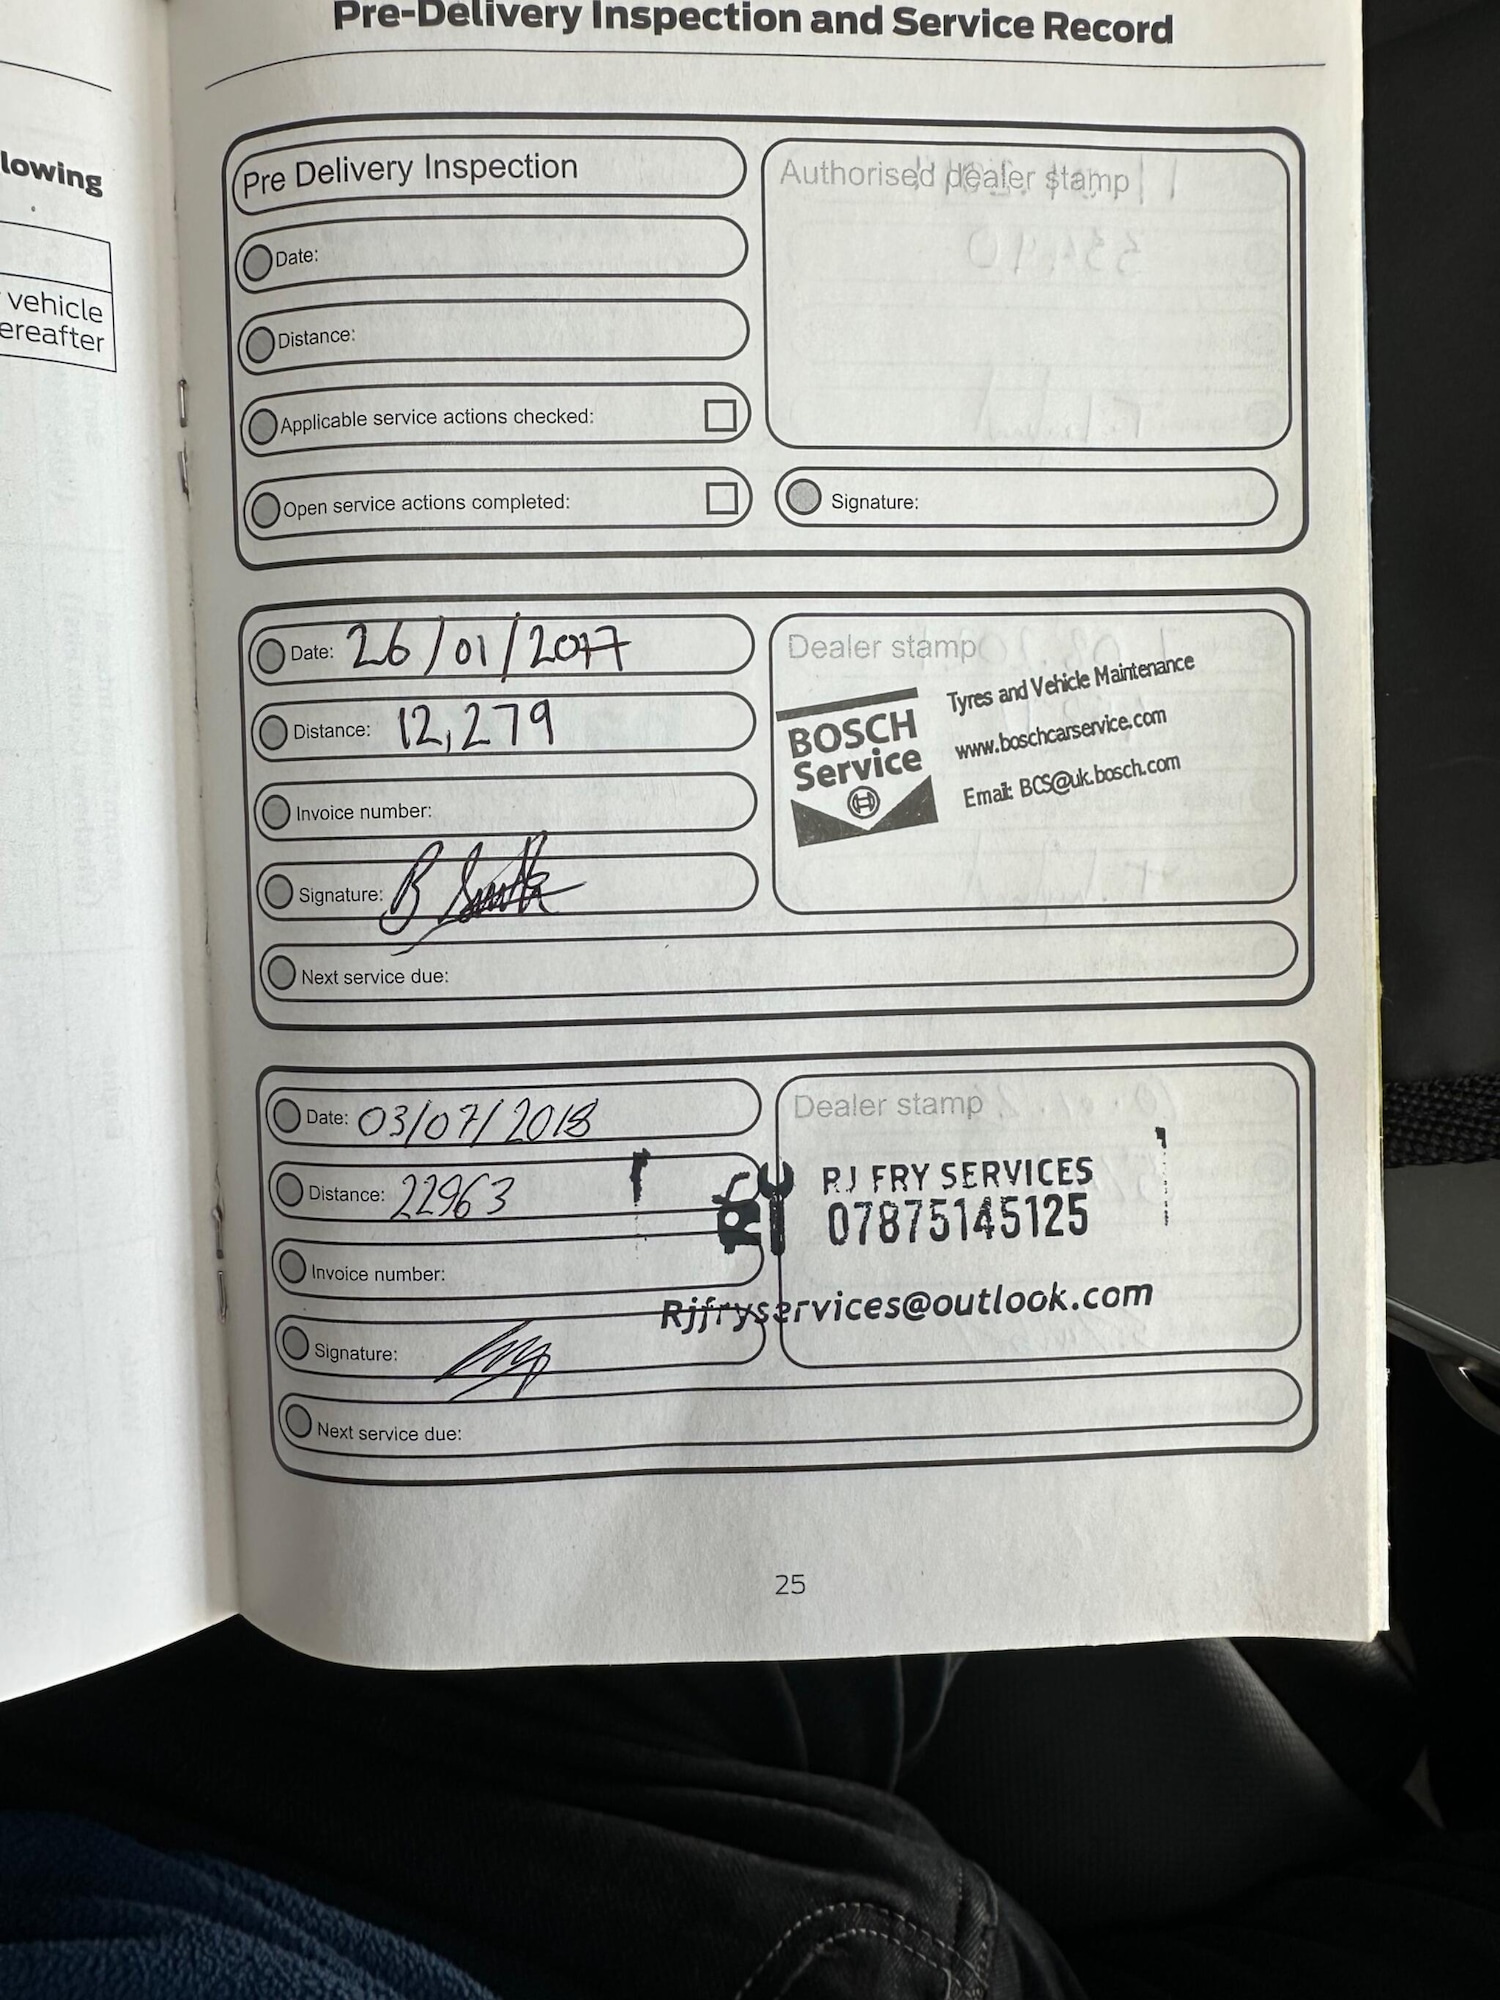 Pre-Delivery Inspection and Service Record
lowing
vehicle
ereafter
Pre Delivery Inspection
Authorised dealer stamp
Date:
Distance:
Applicable service actions checked:
Open service actions completed:
Signature:
Date: 26/01/2017
Distance: 12,279
Invoice number:
Signature: B Smith
Next service due:
Dealer stamp
BOSCH
Service
Tyres and Vehicle Maintenance
www.boschcarservice.com
Email: BCS@uk.bosch.com
Date: 03/07/2018
Distance: 22963
Invoice number:
Signature:
Next service due:
Dealer stamp
RJ FRY SERVICES
07875145125
Rjfryservices@outlook.com
25